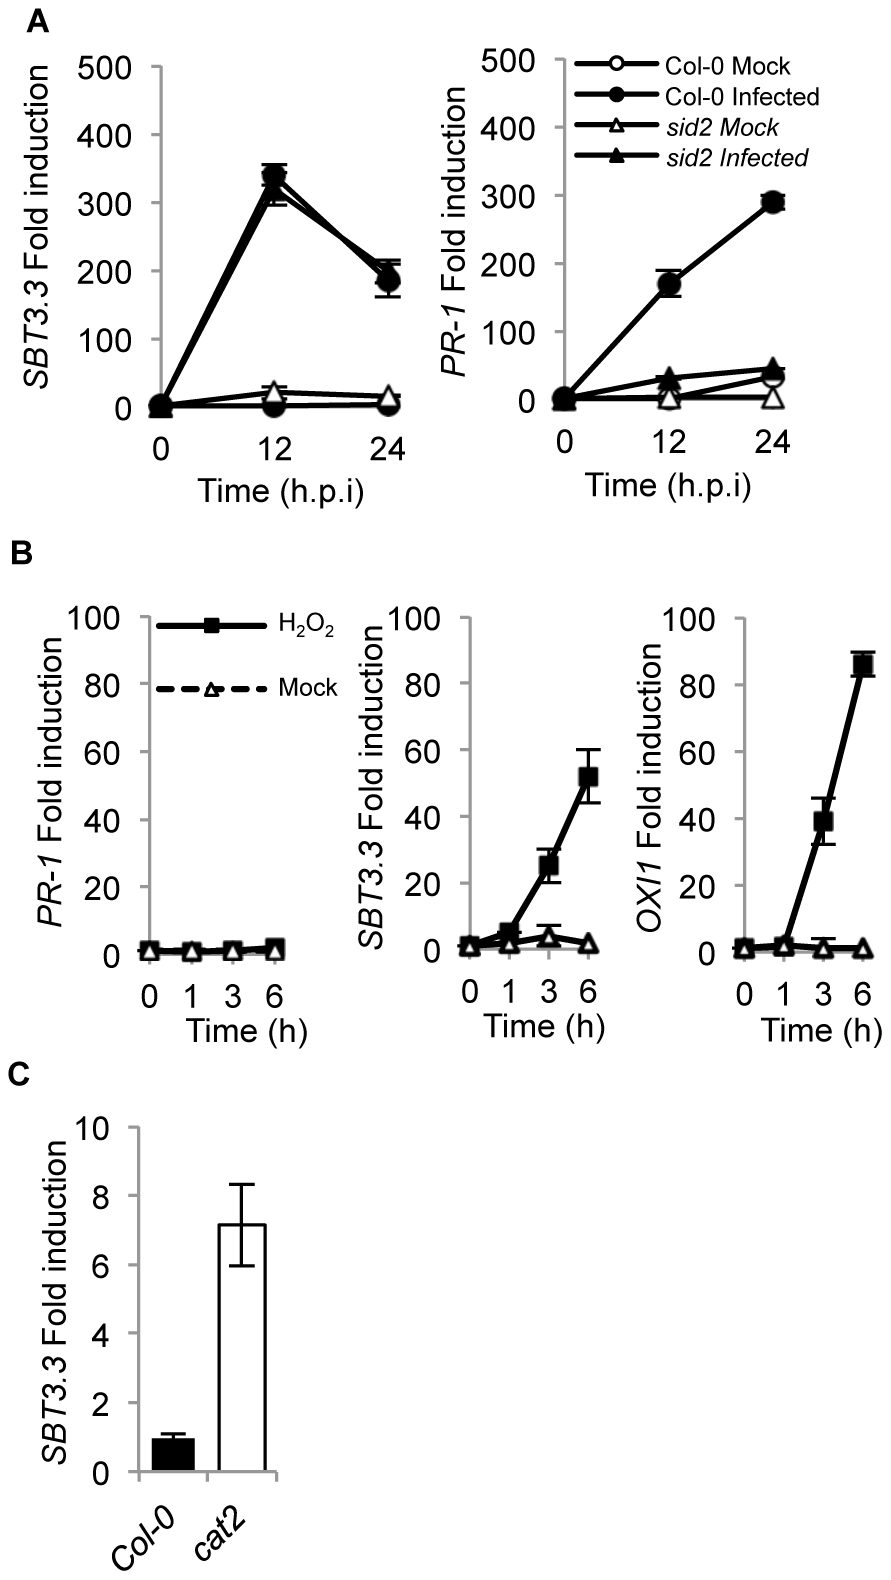 A
SBT3.3 Fold induction
500
400
300
200
100
0
0 12 24
Time (h.p.i)
PR-1 Fold induction
500
400
300
200
100
0
0 12 24
Time (h.p.i)
Col-0 Mock
Col-0 Infected
sid2 Mock
sid2 Infected
B
PR-1 Fold induction
100
80
60
40
20
0
0 1 3 6
Time (h)
H₂O₂
Mock
SBT3.3 Fold induction
100
80
60
40
20
0
0 1 3 6
Time (h)
OXI1 Fold induction
100
80
60
40
20
0
0 1 3 6
Time (h)
C
SBT3.3 Fold induction
10
8
6
4
2
0
Col-0
cat2